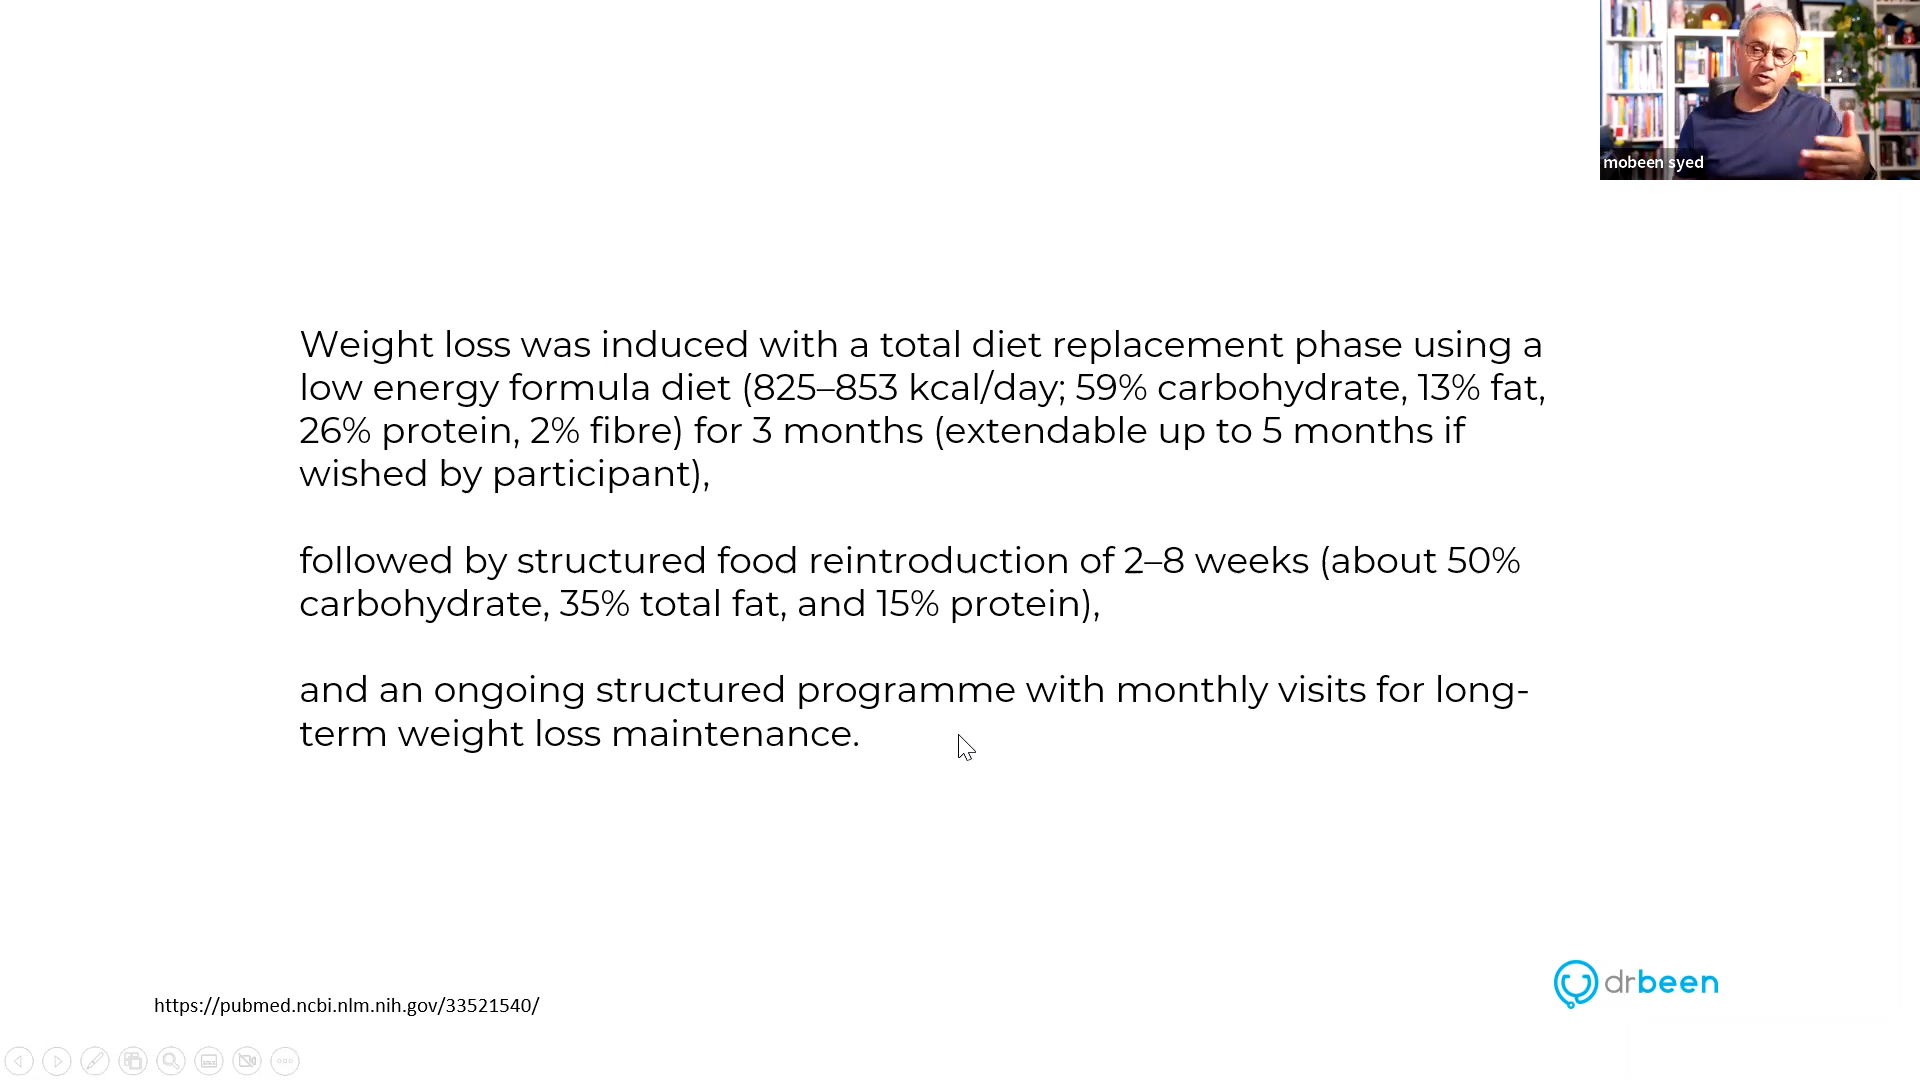 mobeen syed
Weight loss was induced with a total diet replacement phase using a
low energy formula diet (825–853 kcal/day; 59% carbohydrate, 13% fat,
26% protein, 2% fibre) for 3 months (extendable up to 5 months if
wished by participant),
followed by structured food reintroduction of 2–8 weeks (about 50%
carbohydrate, 35% total fat, and 15% protein),
and an ongoing structured programme with monthly visits for long-
term weight loss maintenance.
drbeen
https://pubmed.ncbi.nlm.nih.gov/33521540/